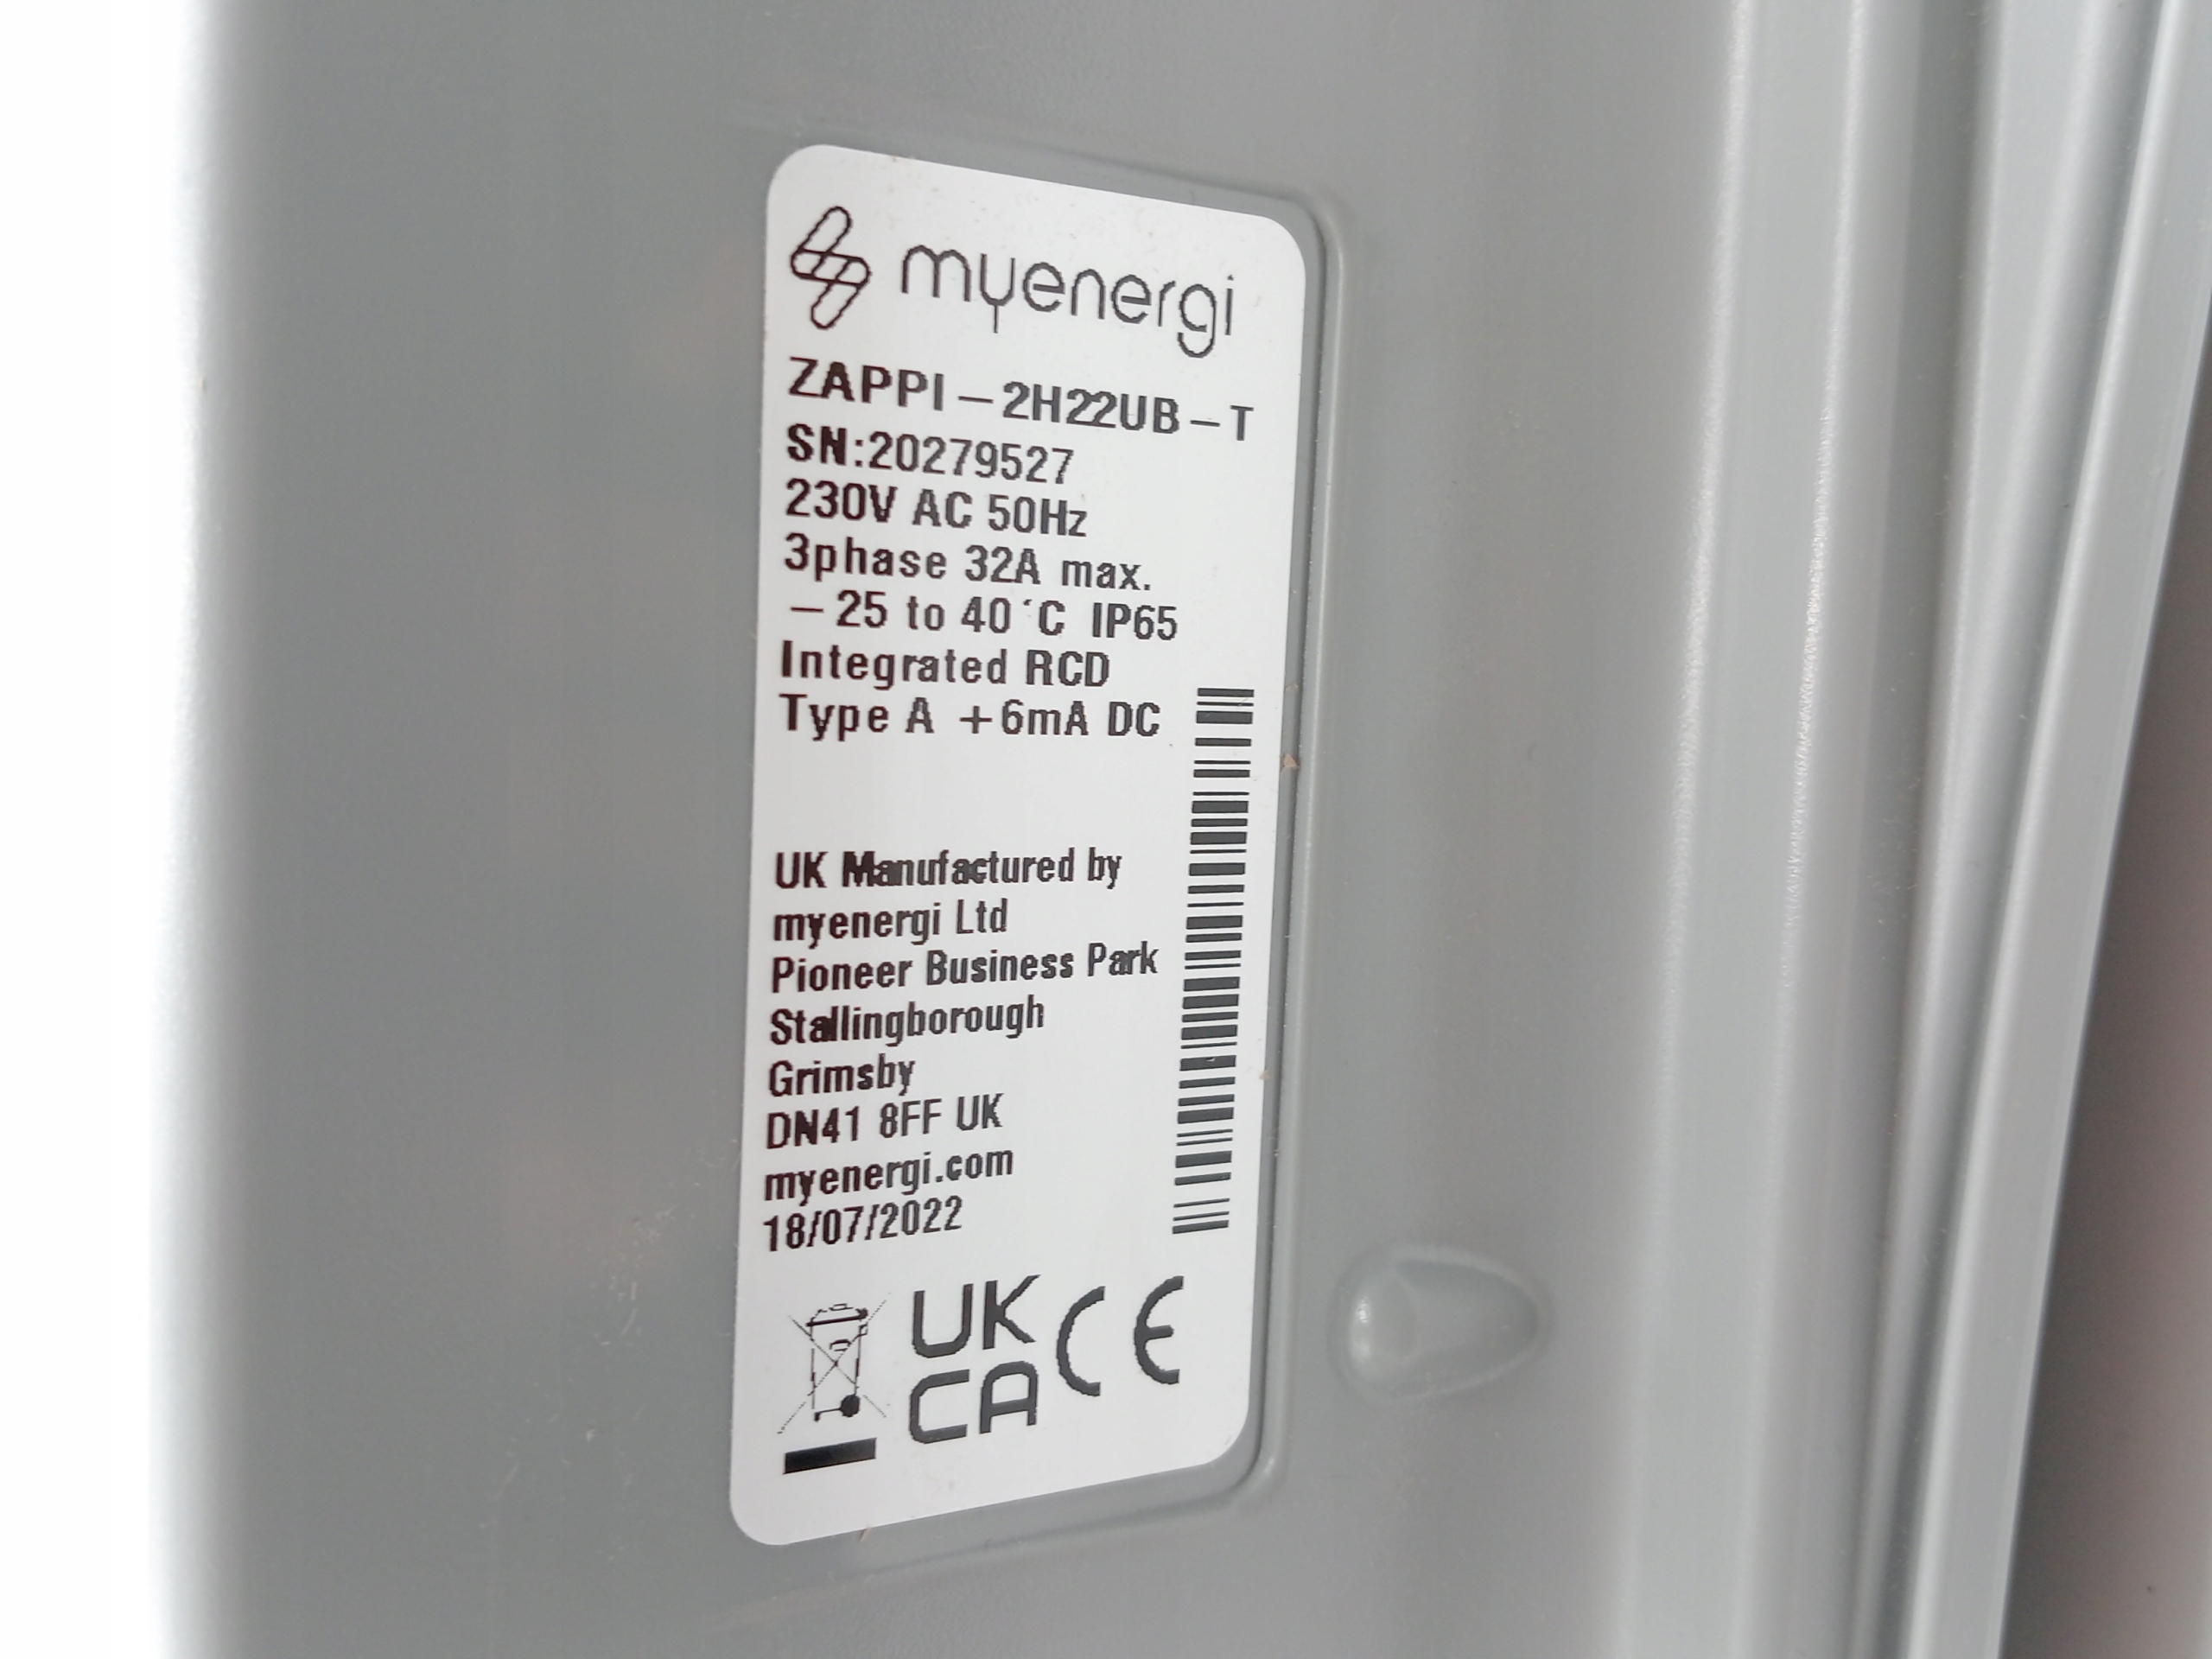 myenergi
ZAPPI-2H22UB-T
SN:20279527
230V AC 50Hz
3phase 32A max.
-25 to 40°C IP65
Integrated RCD
Type A +6mA DC
UK Manufactured by
myenergi Ltd
Pioneer Business Park
Stallingborough
Grimsby
DN41 8FF UK
myenergi.com
18/07/2022
UK
CA
CE